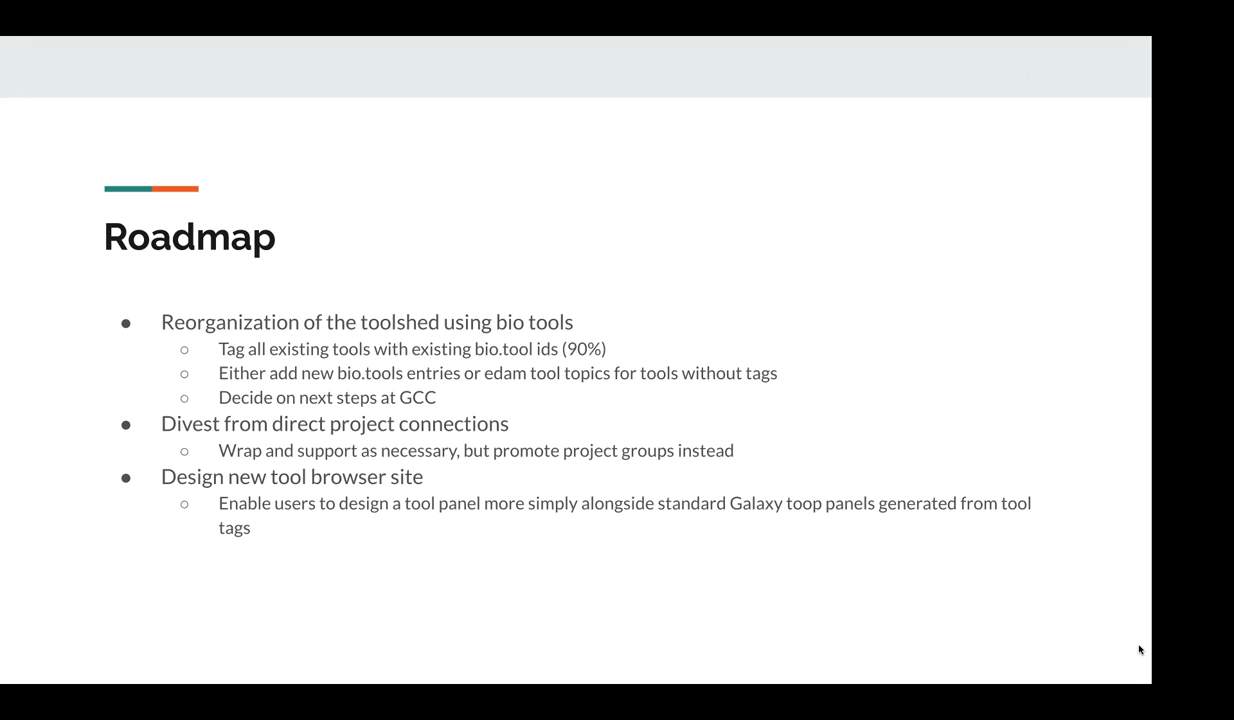 Roadmap
● Reorganization of the toolshed using bio tools
○ Tag all existing tools with existing bio.tool ids (90%)
○ Either add new bio.tools entries or edam tool topics for tools without tags
○ Decide on next steps at GCC
● Divest from direct project connections
○ Wrap and support as necessary, but promote project groups instead
● Design new tool browser site
○ Enable users to design a tool panel more simply alongside standard Galaxy toop panels generated from tool
tags